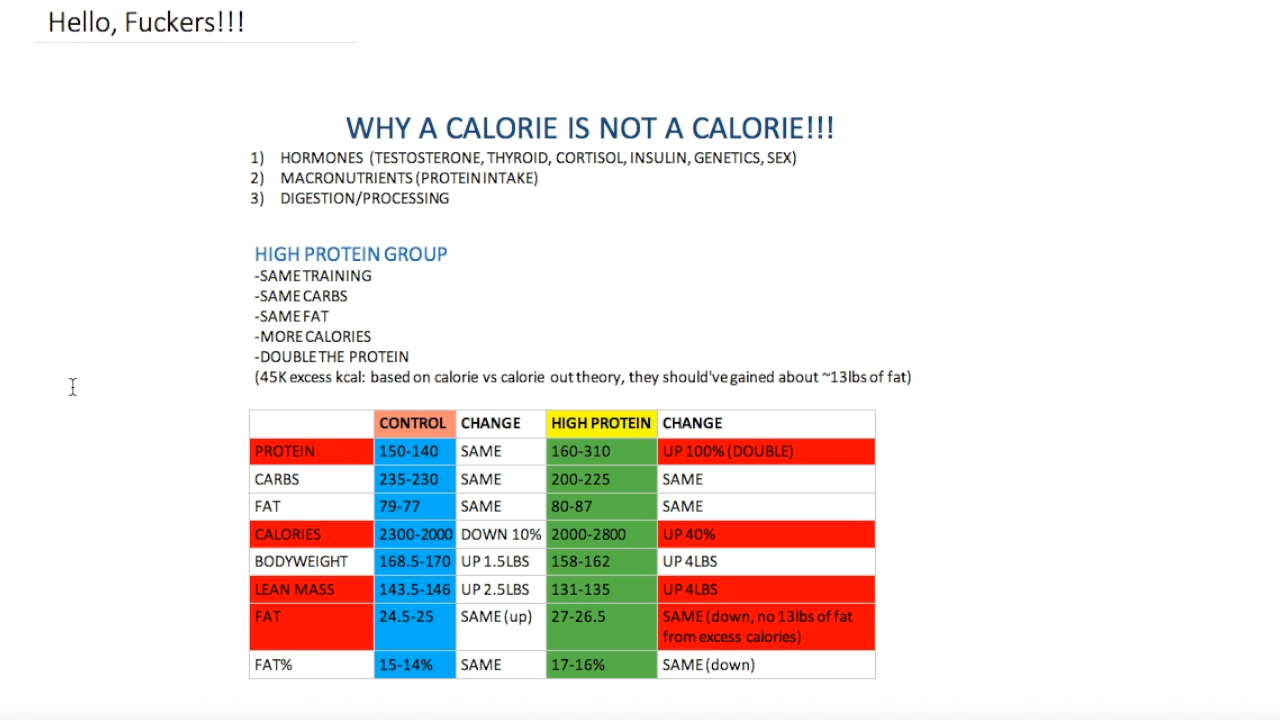 Hello, Fuckers!!!
WHY A CALORIE IS NOT A CALORIE!!!
1) HORMONES (TESTOSTERONE, THYROID, CORTISOL, INSULIN, GENETICS, SEX)
2) MACRONUTRIENTS (PROTEIN INTAKE)
3) DIGESTION/PROCESSING
HIGH PROTEIN GROUP
-SAME TRAINING
-SAME CARBS
-SAME FAT
-MORE CALORIES
-DOUBLE THE PROTEIN
(45K excess kcal: based on calorie vs calorie out theory, they should've gained about ~13lbs of fat)
CONTROL CHANGE HIGH PROTEIN CHANGE
PROTEIN 150-140 SAME 160-310 UP 100% (DOUBLE)
CARBS 235-230 SAME 200-225 SAME
FAT 79-77 SAME 80-87 SAME
CALORIES 2300-2000 DOWN 10% 2000-2800 UP 40%
BODYWEIGHT 168.5-170 UP 1.5LBS 158-162 UP 4LBS
LEAN MASS 143.5-146 UP 2.5LBS 131-135 UP 4LBS
FAT 24.5-25 SAME (up) 27-26.5 SAME (down, no 13lbs of fat
from excess calories)
FAT% 15-14% SAME 17-16% SAME (down)